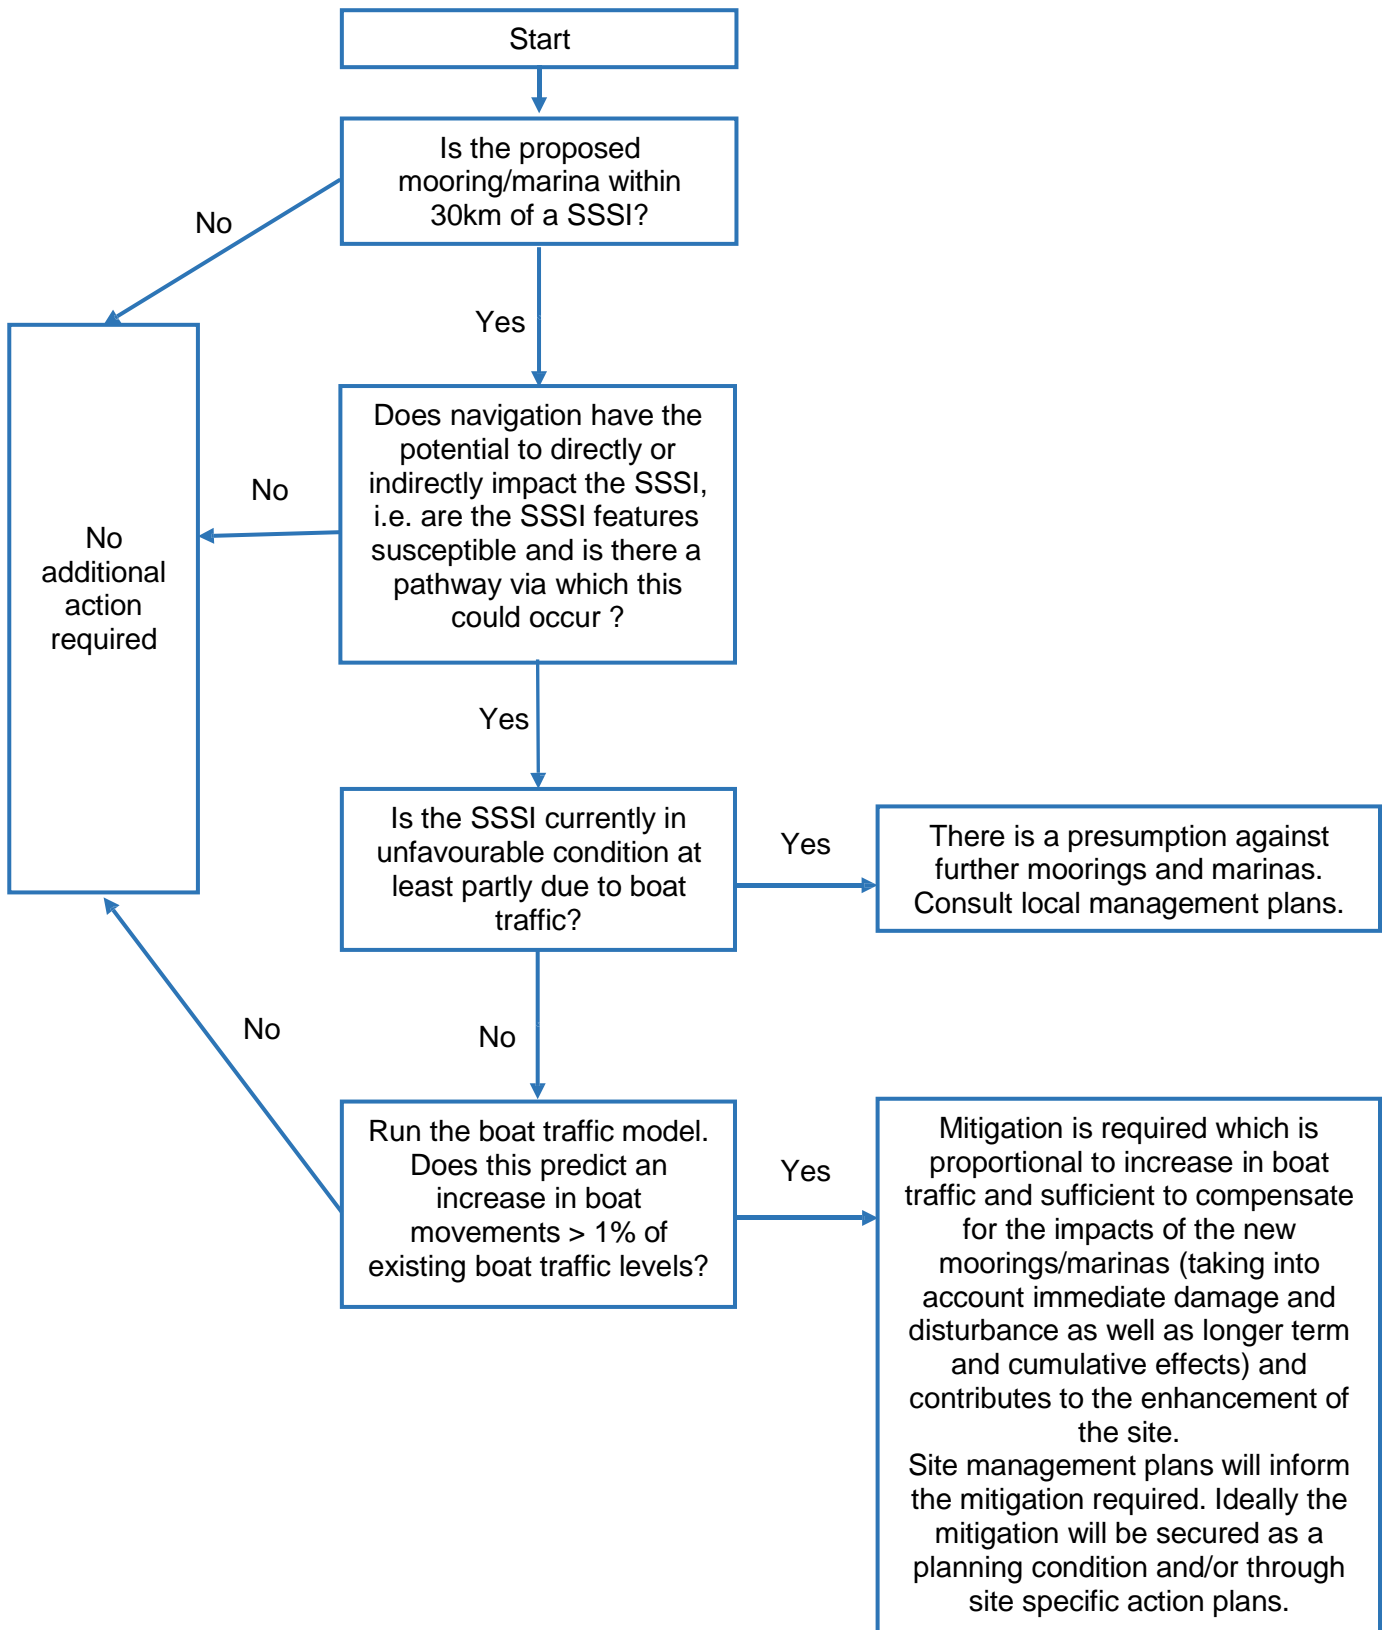 Start
Is the proposed
mooring/marina within
30km of a SSSI?
No
Yes
Does navigation have the
potential to directly or
indirectly impact the SSSI,
i.e. are the SSSI features
susceptible and is there a
pathway via which this
could occur ?
No
No
additional
action
required
Yes
Is the SSSI currently in
unfavourable condition at
least partly due to boat
traffic?
Yes
There is a presumption against
further moorings and marinas.
Consult local management plans.
No
No
Run the boat traffic model.
Does this predict an
increase in boat
movements > 1% of
existing boat traffic levels?
Yes
Mitigation is required which is
proportional to increase in boat
traffic and sufficient to compensate
for the impacts of the new
moorings/marinas (taking into
account immediate damage and
disturbance as well as longer term
and cumulative effects) and
contributes to the enhancement of
the site.
Site management plans will inform
the mitigation required. Ideally the
mitigation will be secured as a
planning condition and/or through
site specific action plans.